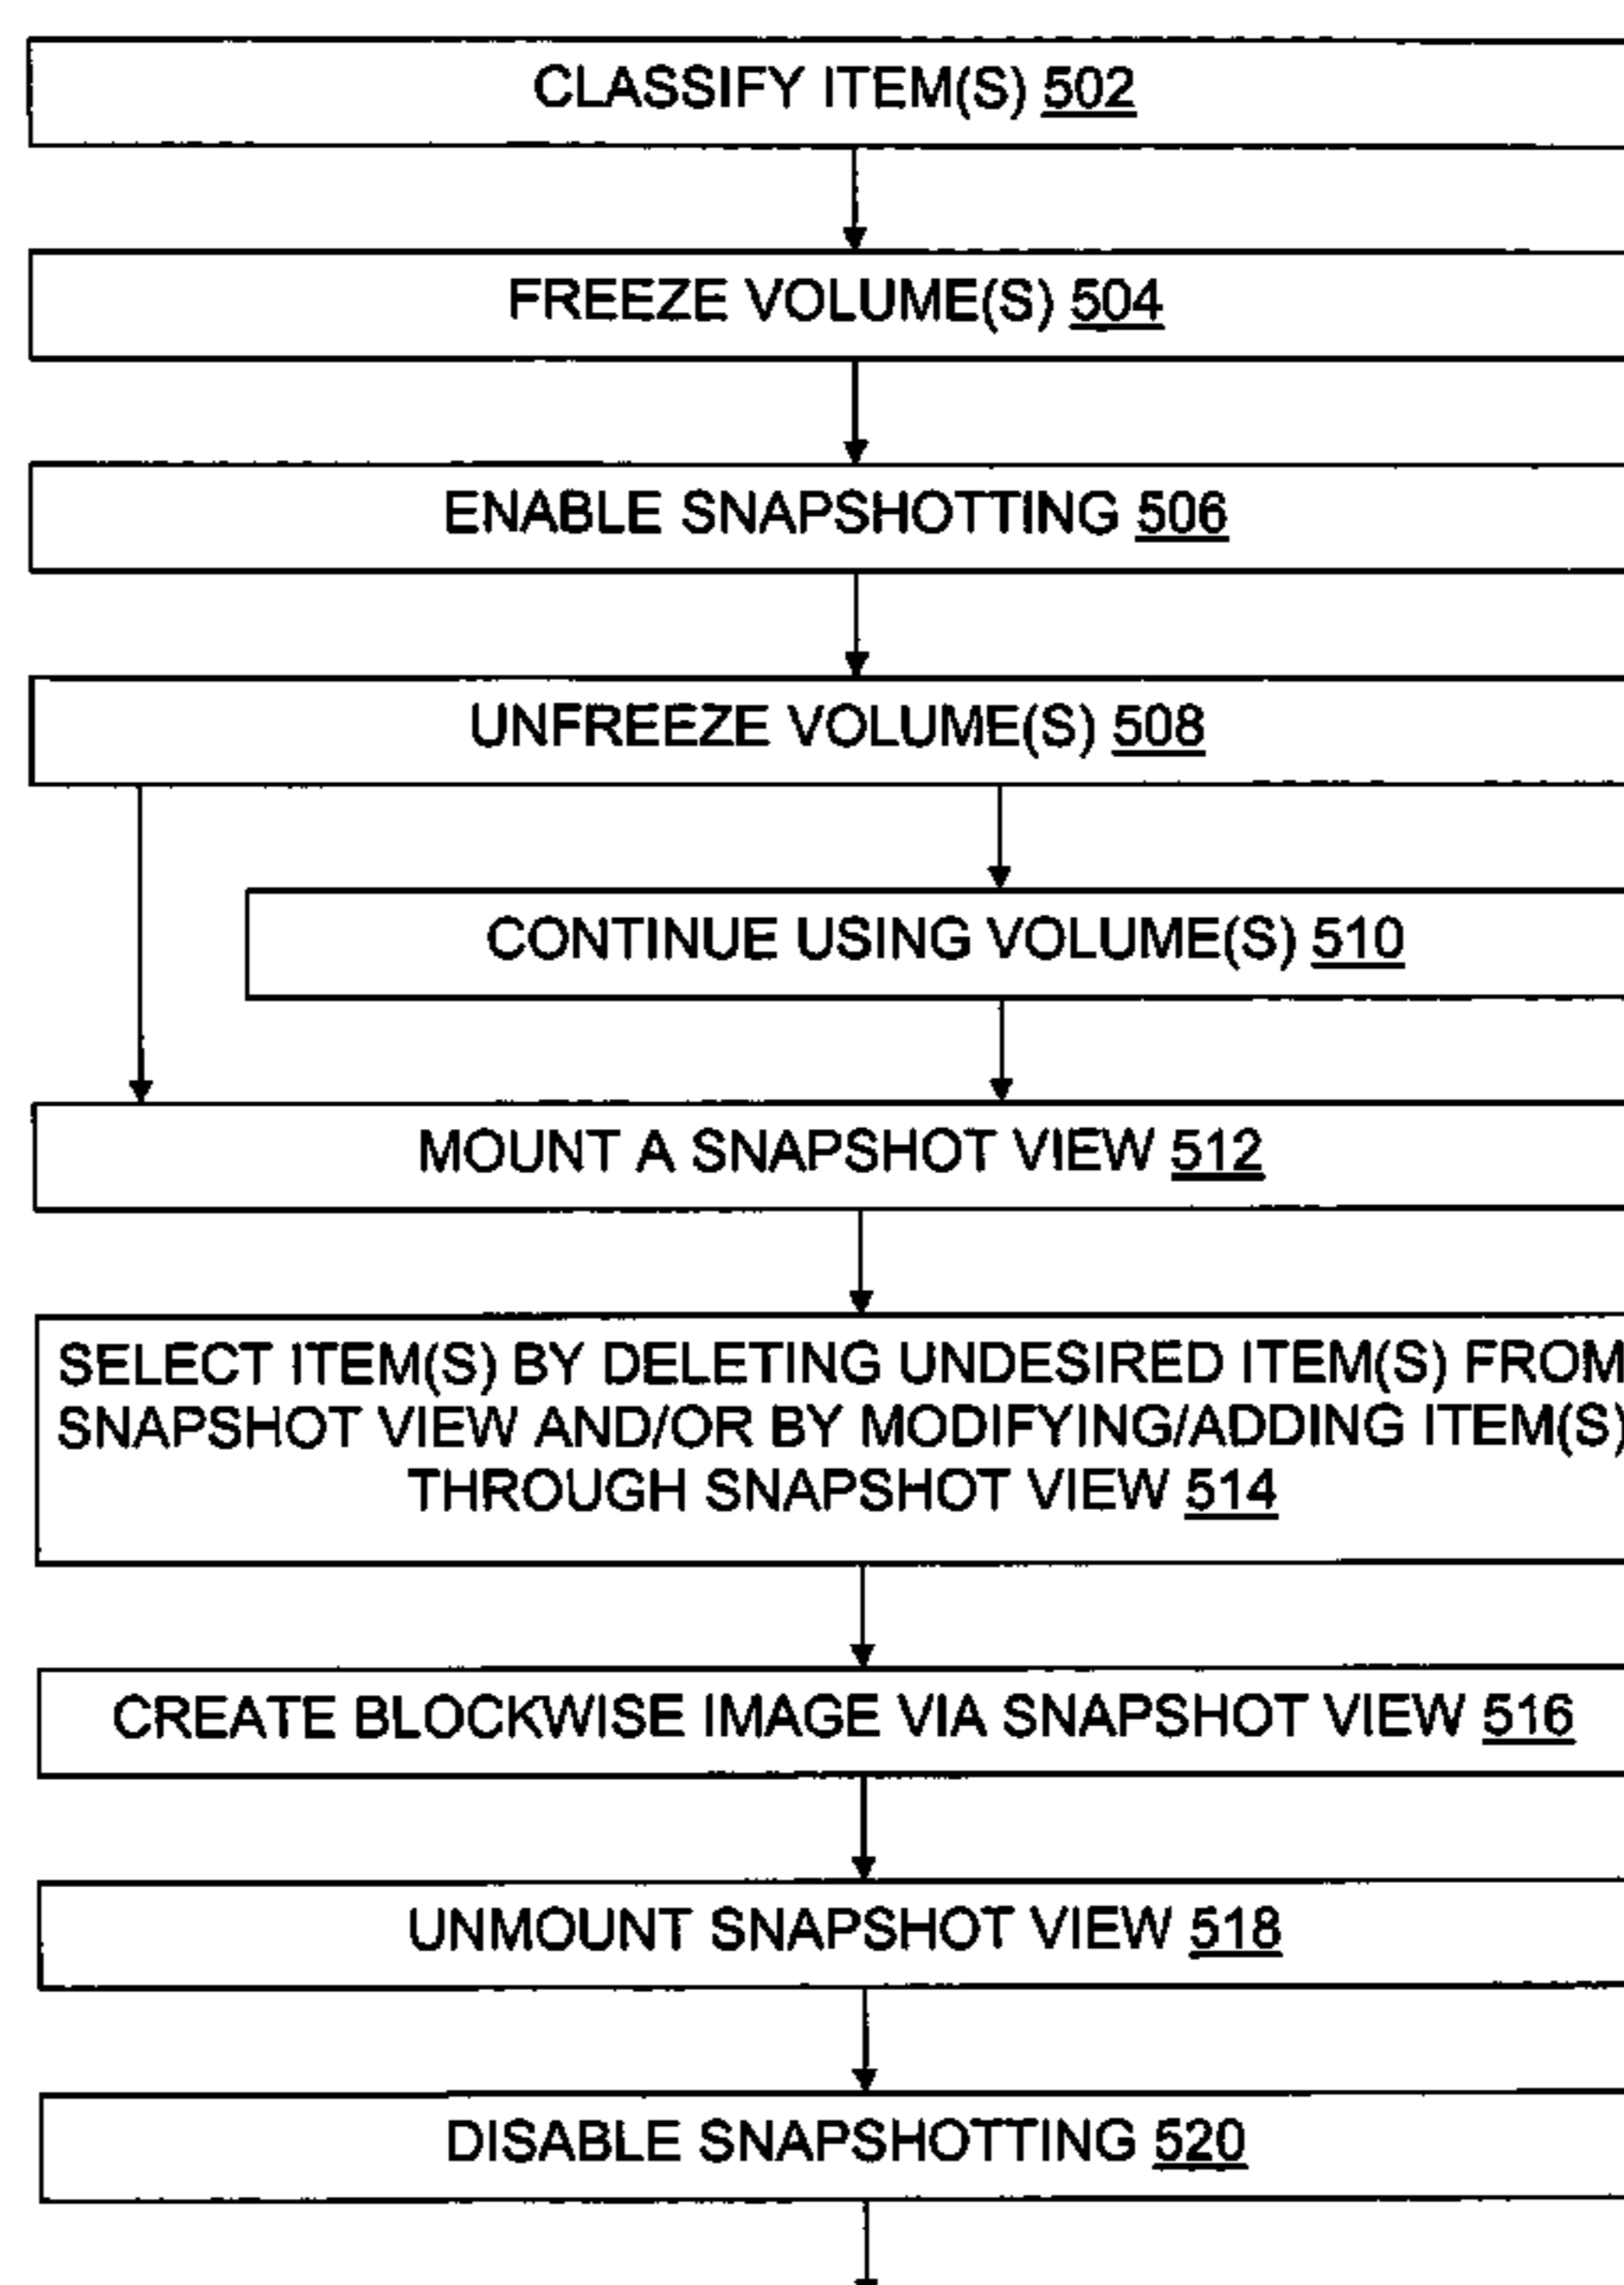 CLASSIFY ITEM(S) 502
FREEZE VOLUME(S) 504
ENABLE SNAPSHOTTING 506
UNFREEZE VOLUME(S) 508
CONTINUE USING VOLUME(S) 510
MOUNT A SNAPSHOT VIEW 512
SELECT ITEM(S) BY DELETING UNDESIRED ITEM(S) FROM
SNAPSHOT VIEW AND/OR BY MODIFYING/ADDING ITEM(S)
THROUGH SNAPSHOT VIEW 514
CREATE BLOCKWISE IMAGE VIA SNAPSHOT VIEW 516
UNMOUNT SNAPSHOT VIEW 518
DISABLE SNAPSHOTTING 520